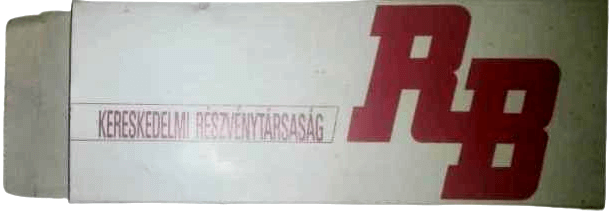 KERESKEDELMI RÉSZVÉNYTÁRSASÁG
RB